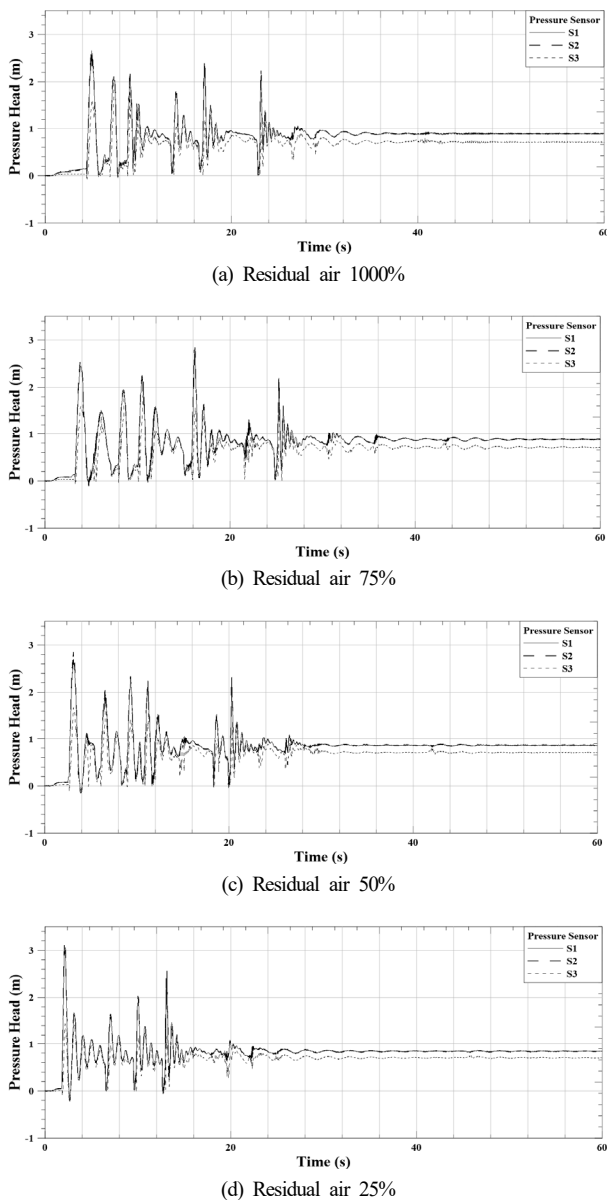 Pressure Sensor
S1
S2
S3
3
2
1
0
-1
Pressure Head (m)
0
20
40
60
Time (s)
(a) Residual air 1000%
Pressure Sensor
S1
S2
S3
3
2
1
0
-1
Pressure Head (m)
0
20
40
60
Time (s)
(b) Residual air 75%
Pressure Sensor
S1
S2
S3
3
2
1
0
-1
Pressure Head (m)
0
20
40
60
Time (s)
(c) Residual air 50%
Pressure Sensor
S1
S2
S3
3
2
1
0
-1
Pressure Head (m)
0
20
40
60
Time (s)
(d) Residual air 25%